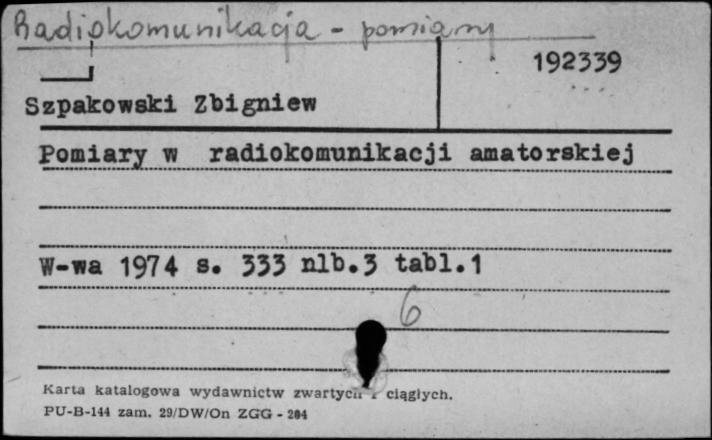 Radiokomunikacja - pomiary
192339
Szpakowski Zbigniew
Pomiary w radiokomunikacji amatorskiej
W-wa 1974 s. 333 nlb.3 tabl.1
6
Karta katalogowa wydawnictw zwartych i ciągłych.
PU-B-144 zam. 29/DW/On ZGG - 204